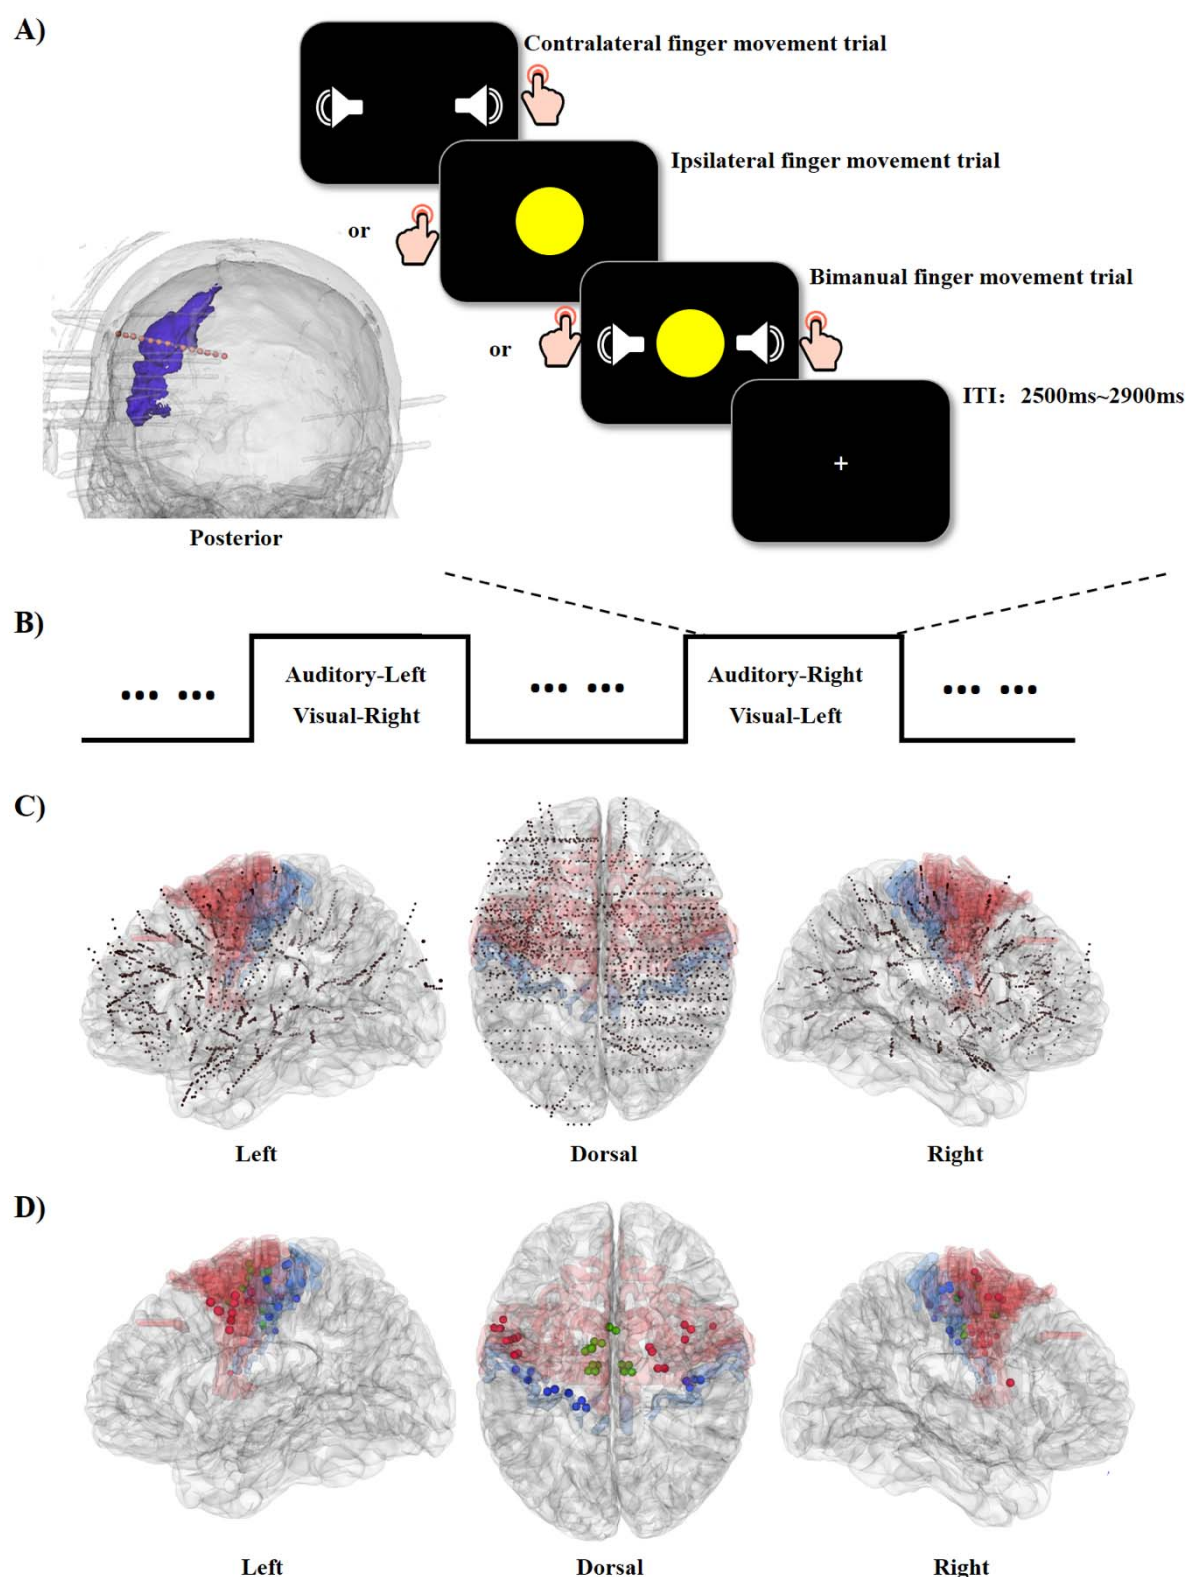 A)
Contralateral finger movement trial
Ipsilateral finger movement trial
or
Bimanual finger movement trial
or
ITI：2500ms~2900ms
Posterior
B)
... ...
Auditory-Left
Visual-Right
... ...
Auditory-Right
Visual-Left
... ...
C)
Left
Dorsal
Right
D)
Left
Dorsal
Right